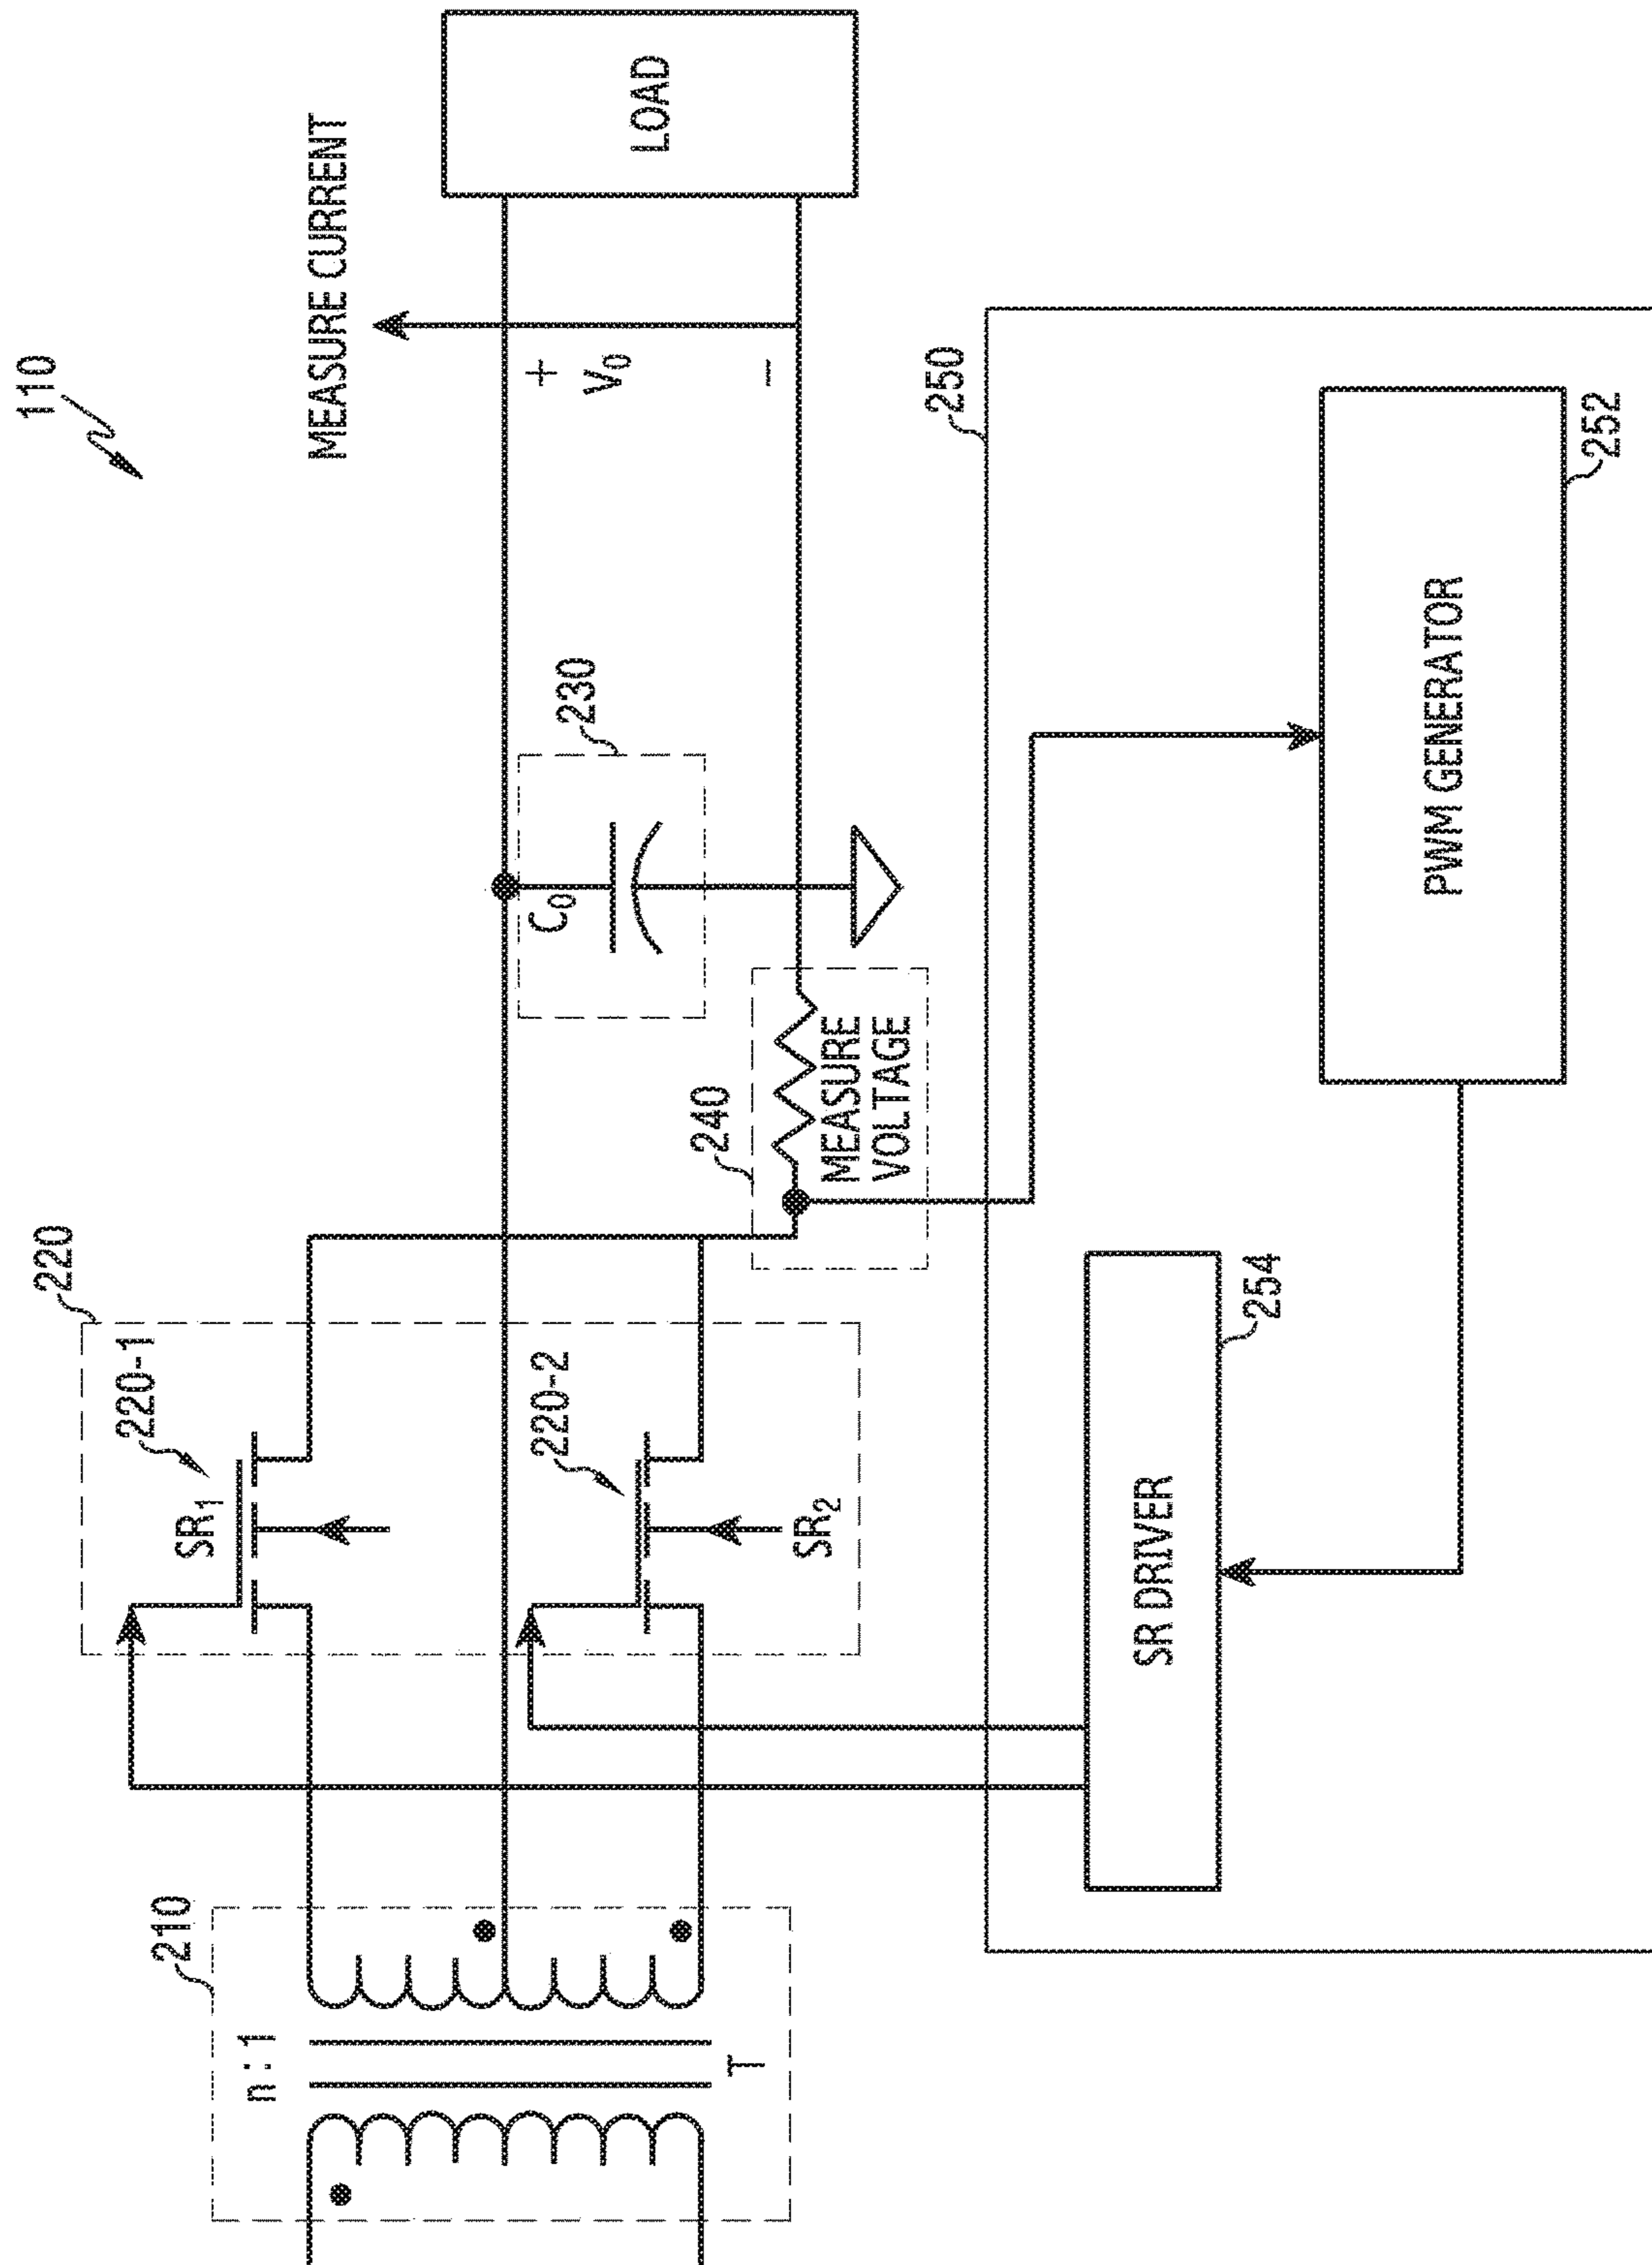 110
MEASURE CURRENT
LOAD
+
V0
−
230
C0
240
MEASURE
VOLTAGE
220
220-1
SR1
220-2
SR2
210
n:1
T
250
PWM GENERATOR
252
SR DRIVER
254